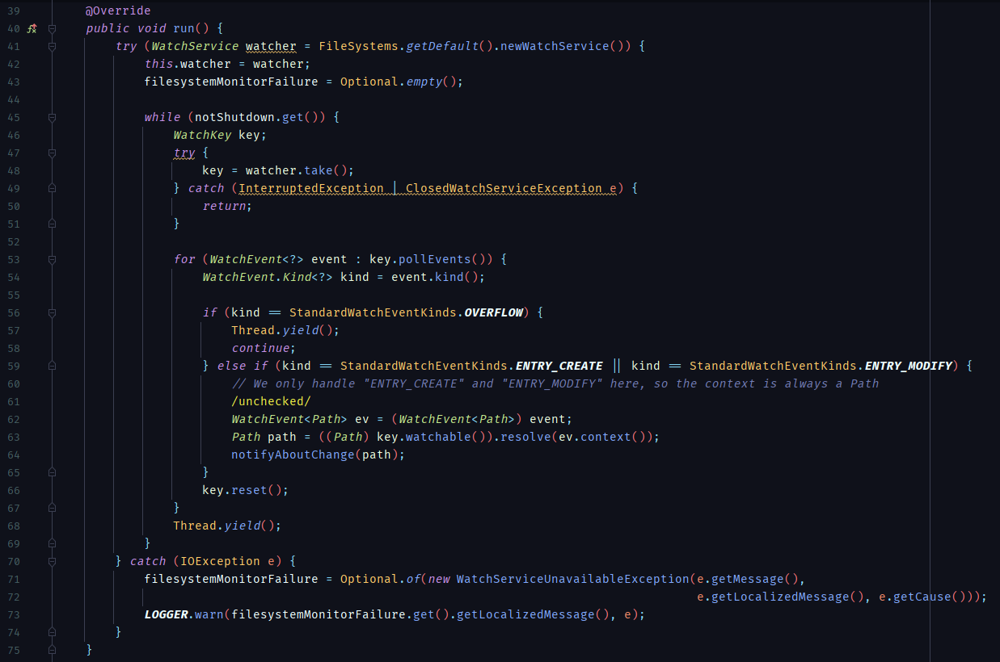 39 @Override
40 public void run() {
41 try (WatchService watcher = FileSystems.getDefault().newWatchService()) {
42 this.watcher = watcher;
43 filesystemMonitorFailure = Optional.empty();
44
45 while (notShutdown.get()) {
46 WatchKey key;
47 try {
48 key = watcher.take();
49 } catch (InterruptedException | ClosedWatchServiceException e) {
50 return;
51 }
52
53 for (WatchEvent<?> event : key.pollEvents()) {
54 WatchEvent.Kind<?> kind = event.kind();
55
56 if (kind == StandardWatchEventKinds.OVERFLOW) {
57 Thread.yield();
58 continue;
59 } else if (kind == StandardWatchEventKinds.ENTRY_CREATE || kind == StandardWatchEventKinds.ENTRY_MODIFY) {
60 // We only handle "ENTRY_CREATE" and "ENTRY_MODIFY" here, so the context is always a Path
61 /unchecked/
62 WatchEvent<Path> ev = (WatchEvent<Path>) event;
63 Path path = ((Path) key.watchable()).resolve(ev.context());
64 notifyAboutChange(path);
65 }
66 key.reset();
67 }
68 Thread.yield();
69 }
70 } catch (IOException e) {
71 filesystemMonitorFailure = Optional.of(new WatchServiceUnavailableException(e.getMessage(),
72 e.getLocalizedMessage(), e.getCause()));
73 LOGGER.warn(filesystemMonitorFailure.get().getLocalizedMessage(), e);
74 }
75 }